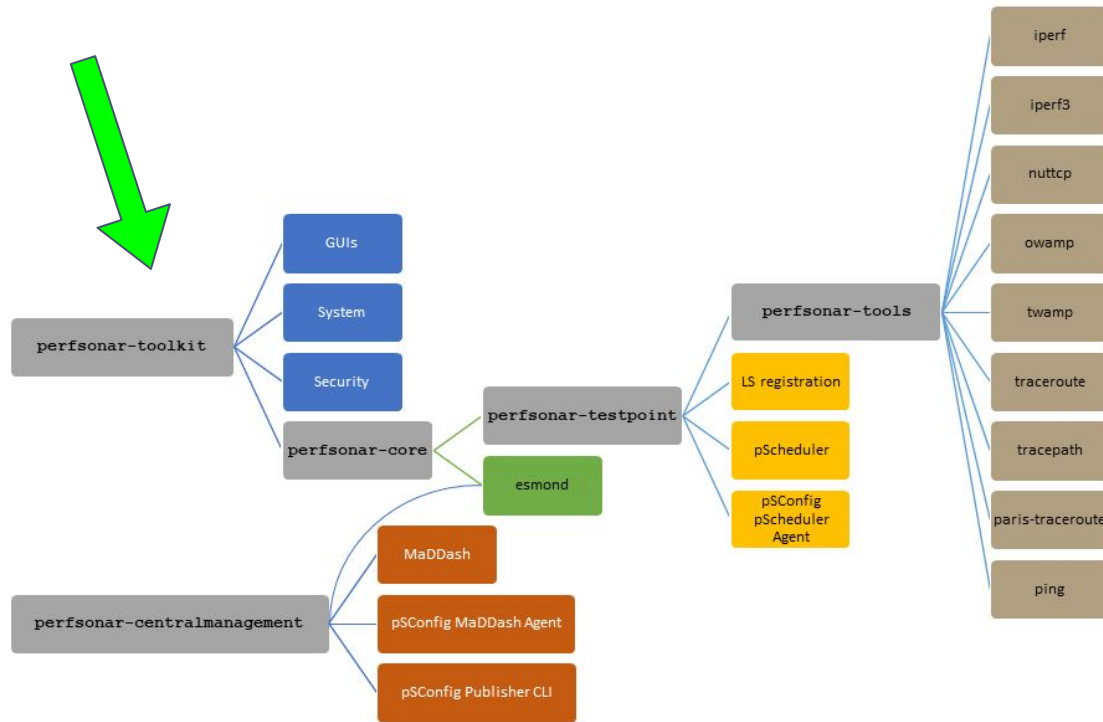 iperf
iperf3
nuttcp
owamp
twamp
traceroute
tracepath
paris-traceroute
ping
GUIs
System
Security
perfsonar-toolkit
perfsonar-core
perfsonar-testpoint
esmond
perfsonar-tools
LS registration
pScheduler
pSConfig
pScheduler
Agent
MaDDash
pSConfig MaDDash Agent
pSConfig Publisher CLI
perfsonar-centralmanagement